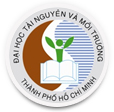 ĐẠI HỌC TÀI NGUYÊN VÀ MÔI TRƯỜNG
THÀNH PHỐ HỒ CHÍ MINH